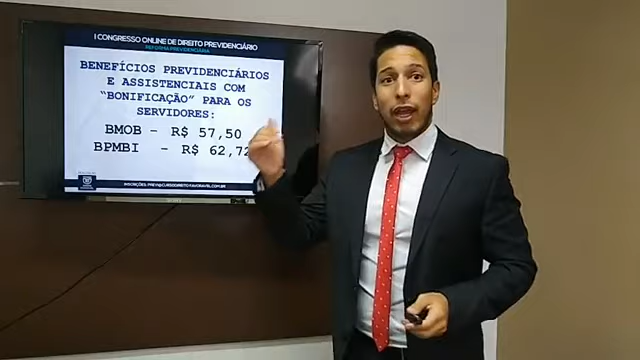 I CONGRESSO ONLINE DE DIREITO PREVIDENCIÁRIO
REFORMA PREVIDENCIÁRIA
BENEFÍCIOS PREVIDENCIÁRIOS
E ASSISTENCIAIS COM
“BONIFICAÇÃO” PARA OS
SERVIDORES:
BMOB – R$ 57,50
BPMBI – R$ 62,72